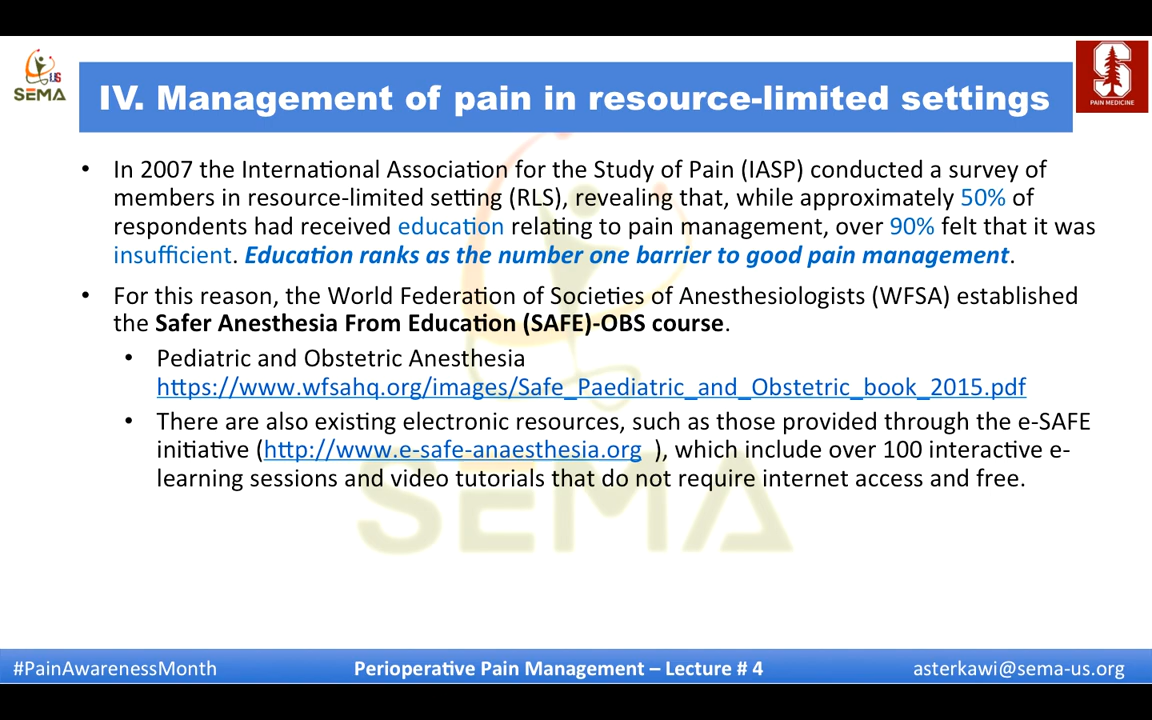 US
SEMA
IV. Management of pain in resource-limited settings
S
PAIN MEDICINE
• In 2007 the International Association for the Study of Pain (IASP) conducted a survey of
members in resource-limited setting (RLS), revealing that, while approximately 50% of
respondents had received education relating to pain management, over 90% felt that it was
insufficient. Education ranks as the number one barrier to good pain management.
• For this reason, the World Federation of Societies of Anesthesiologists (WFSA) established
the Safer Anesthesia From Education (SAFE)-OBS course.
• Pediatric and Obstetric Anesthesia
https://www.wfsahq.org/images/Safe_Paediatric_and_Obstetric_book_2015.pdf
• There are also existing electronic resources, such as those provided through the e-SAFE
initiative (http://www.e-safe-anaesthesia.org ), which include over 100 interactive e-
learning sessions and video tutorials that do not require internet access and free.
SEMA
#PainAwarenessMonth
Perioperative Pain Management – Lecture # 4
asterkawi@sema-us.org